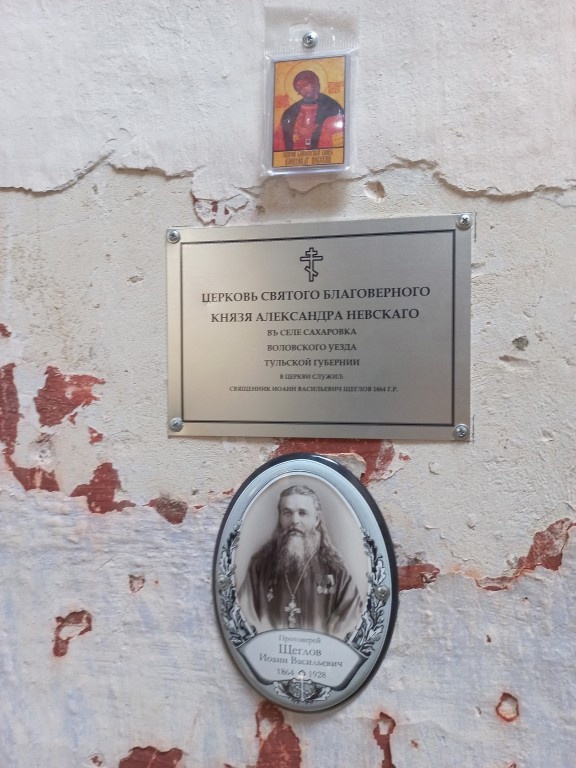 ЦЕРКОВЬ СВЯТОГО БЛАГОВЕРНОГО
КНЯЗЯ АЛЕКСАНДРА НЕВСКАГО
ВЪ СЕЛЕ САХАРОВКА
ВОЛОВСКОГО УЕЗДА
ТУЛЬСКОЙ ГУБЕРНИИ
В ЦЕРКВИ СЛУЖИЛ:
СВЯЩЕННИК ИОАНН ВАСИЛЬЕВИЧ ЩЕГЛОВ 1864 Г.Р.
Протоиерей
Щеглов
Иоанн Васильевич
1864 1928